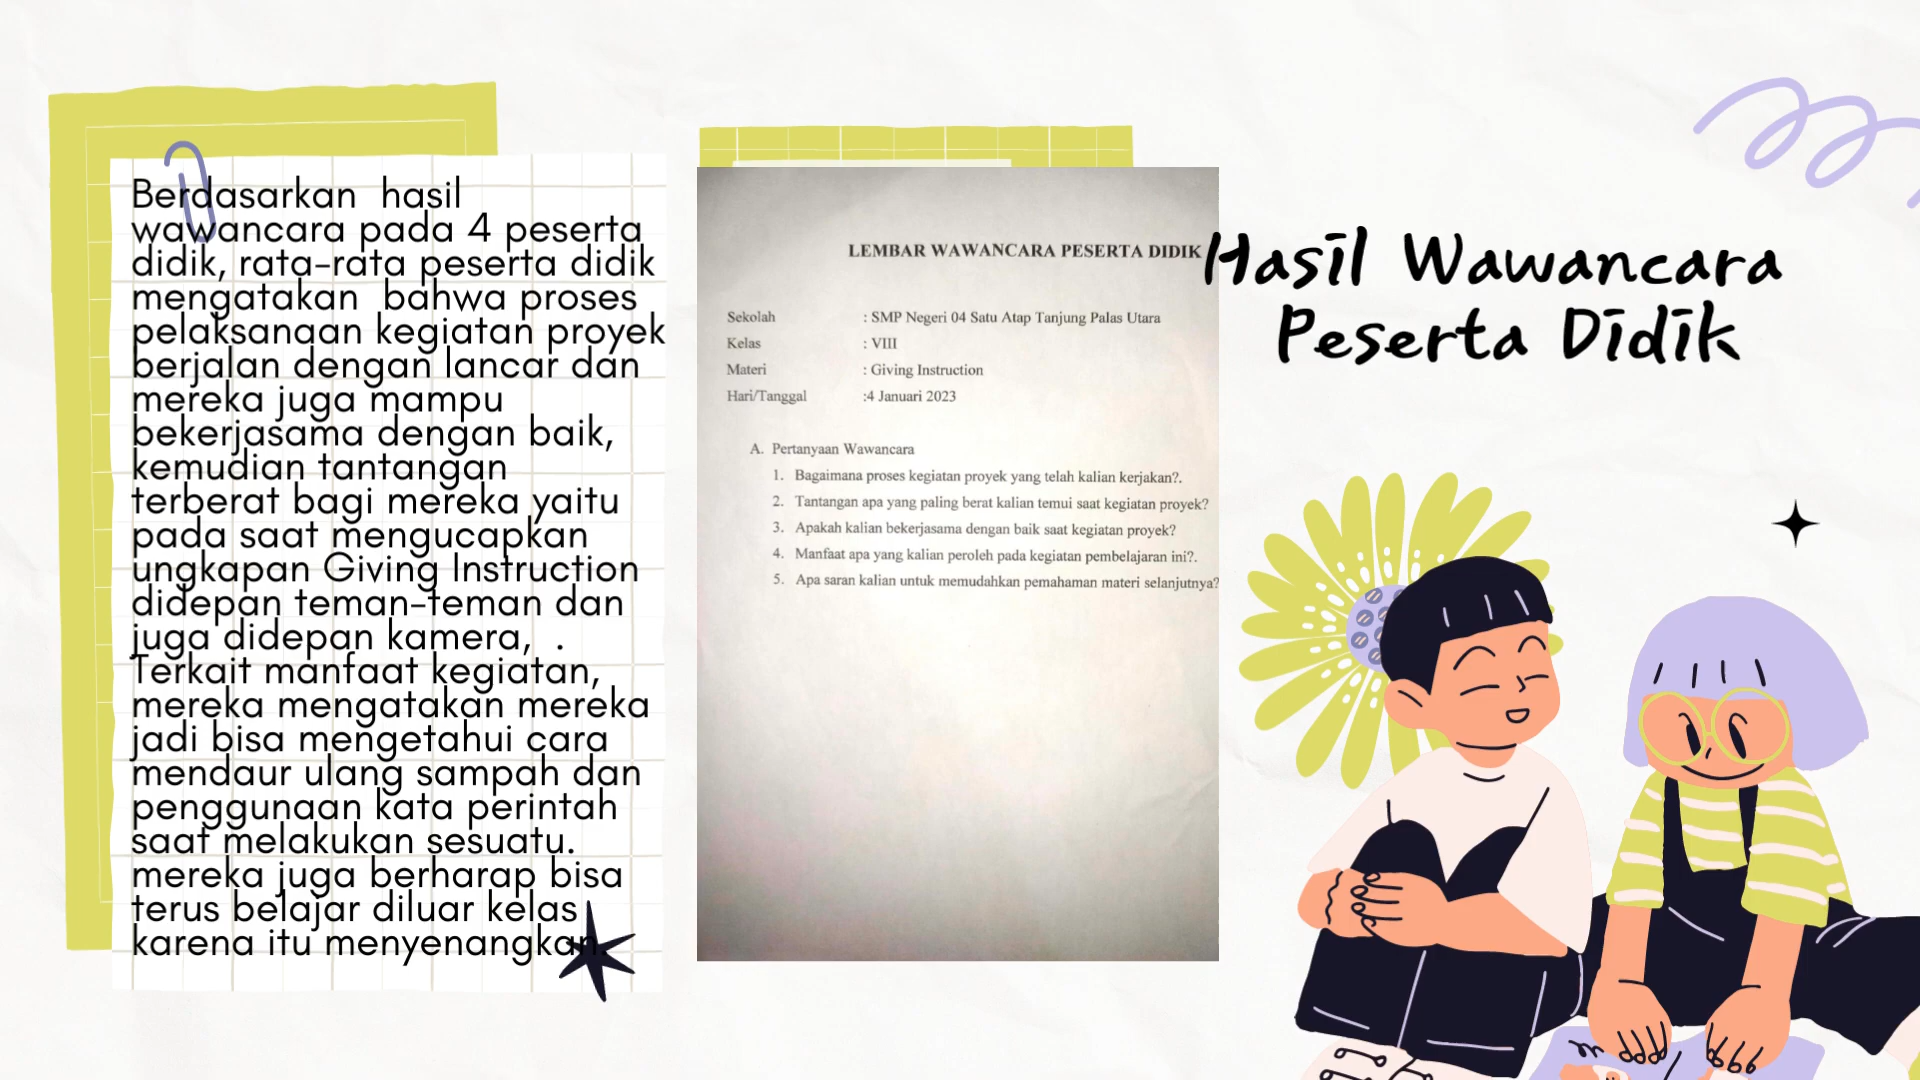 Berdasarkan hasil
wawancara pada 4 peserta
didik, rata-rata peserta didik
mengatakan bahwa proses
pelaksanaan kegiatan proyek
berjalan dengan lancar dan
mereka juga mampu
bekerjasama dengan baik,
kemudian tantangan
terberat bagi mereka yaitu
pada saat mengucapkan
ungkapan Giving Instruction
didepan teman-teman dan
juga didepan kamera, .
Terkait manfaat kegiatan,
mereka mengatakan mereka
jadi bisa mengetahui cara
mendaur ulang sampah dan
penggunaan kata perintah
saat melakukan sesuatu.
mereka juga berharap bisa
terus belajar diluar kelas
karena itu menyenangkan.
LEMBAR WAWANCARA PESERTA DIDIK
Sekolah : SMP Negeri 04 Satu Atap Tanjung Palas Utara
Kelas : VIII
Materi : Giving Instruction
Hari/Tanggal :4 Januari 2023
A. Pertanyaan Wawancara
1. Bagaimana proses kegiatan proyek yang telah kalian kerjakan?.
2. Tantangan apa yang paling berat kalian temui saat kegiatan proyek?
3. Apakah kalian bekerjasama dengan baik saat kegiatan proyek?
4. Manfaat apa yang kalian peroleh pada kegiatan pembelajaran ini?.
5. Apa saran kalian untuk memudahkan pemahaman materi selanjutnya?
Hasil Wawancara
Peserta Didik